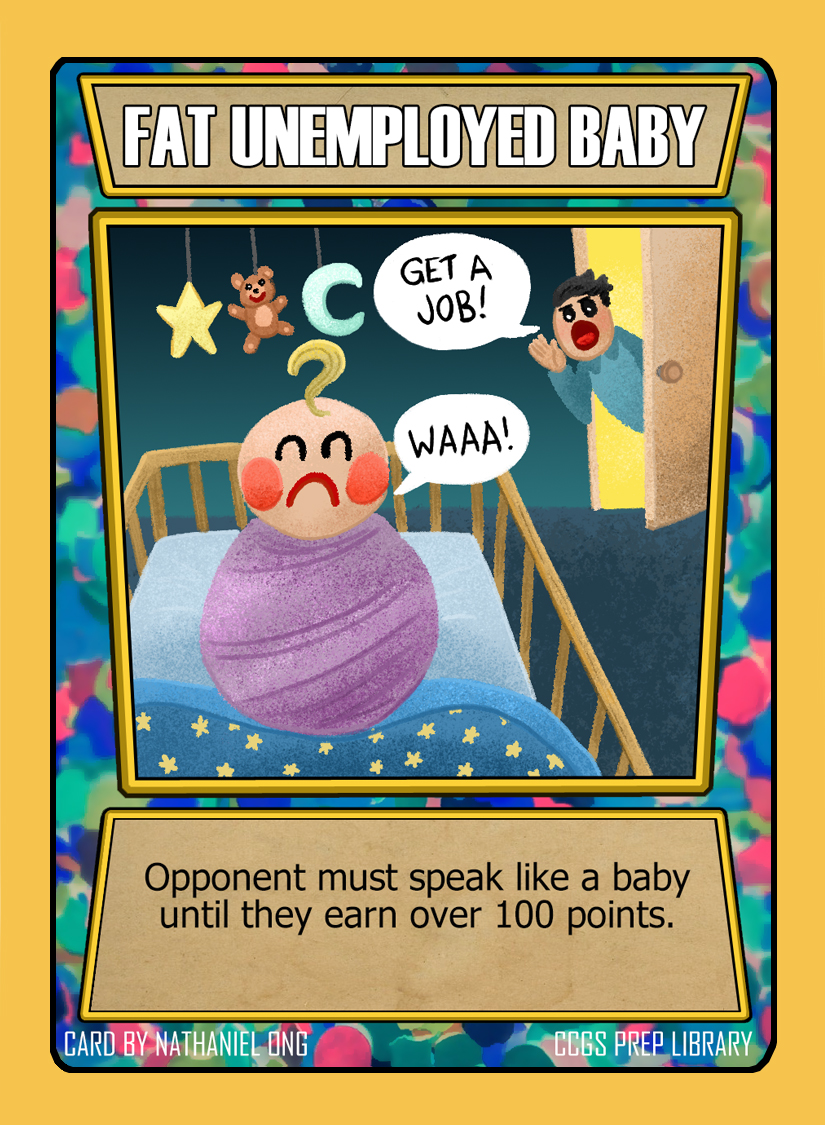 FAT UNEMPLOYED BABY
GET A
JOB!
WAAA!
Opponent must speak like a baby
until they earn over 100 points.
CARD BY NATHANIEL ONG
CCGS PREP LIBRARY